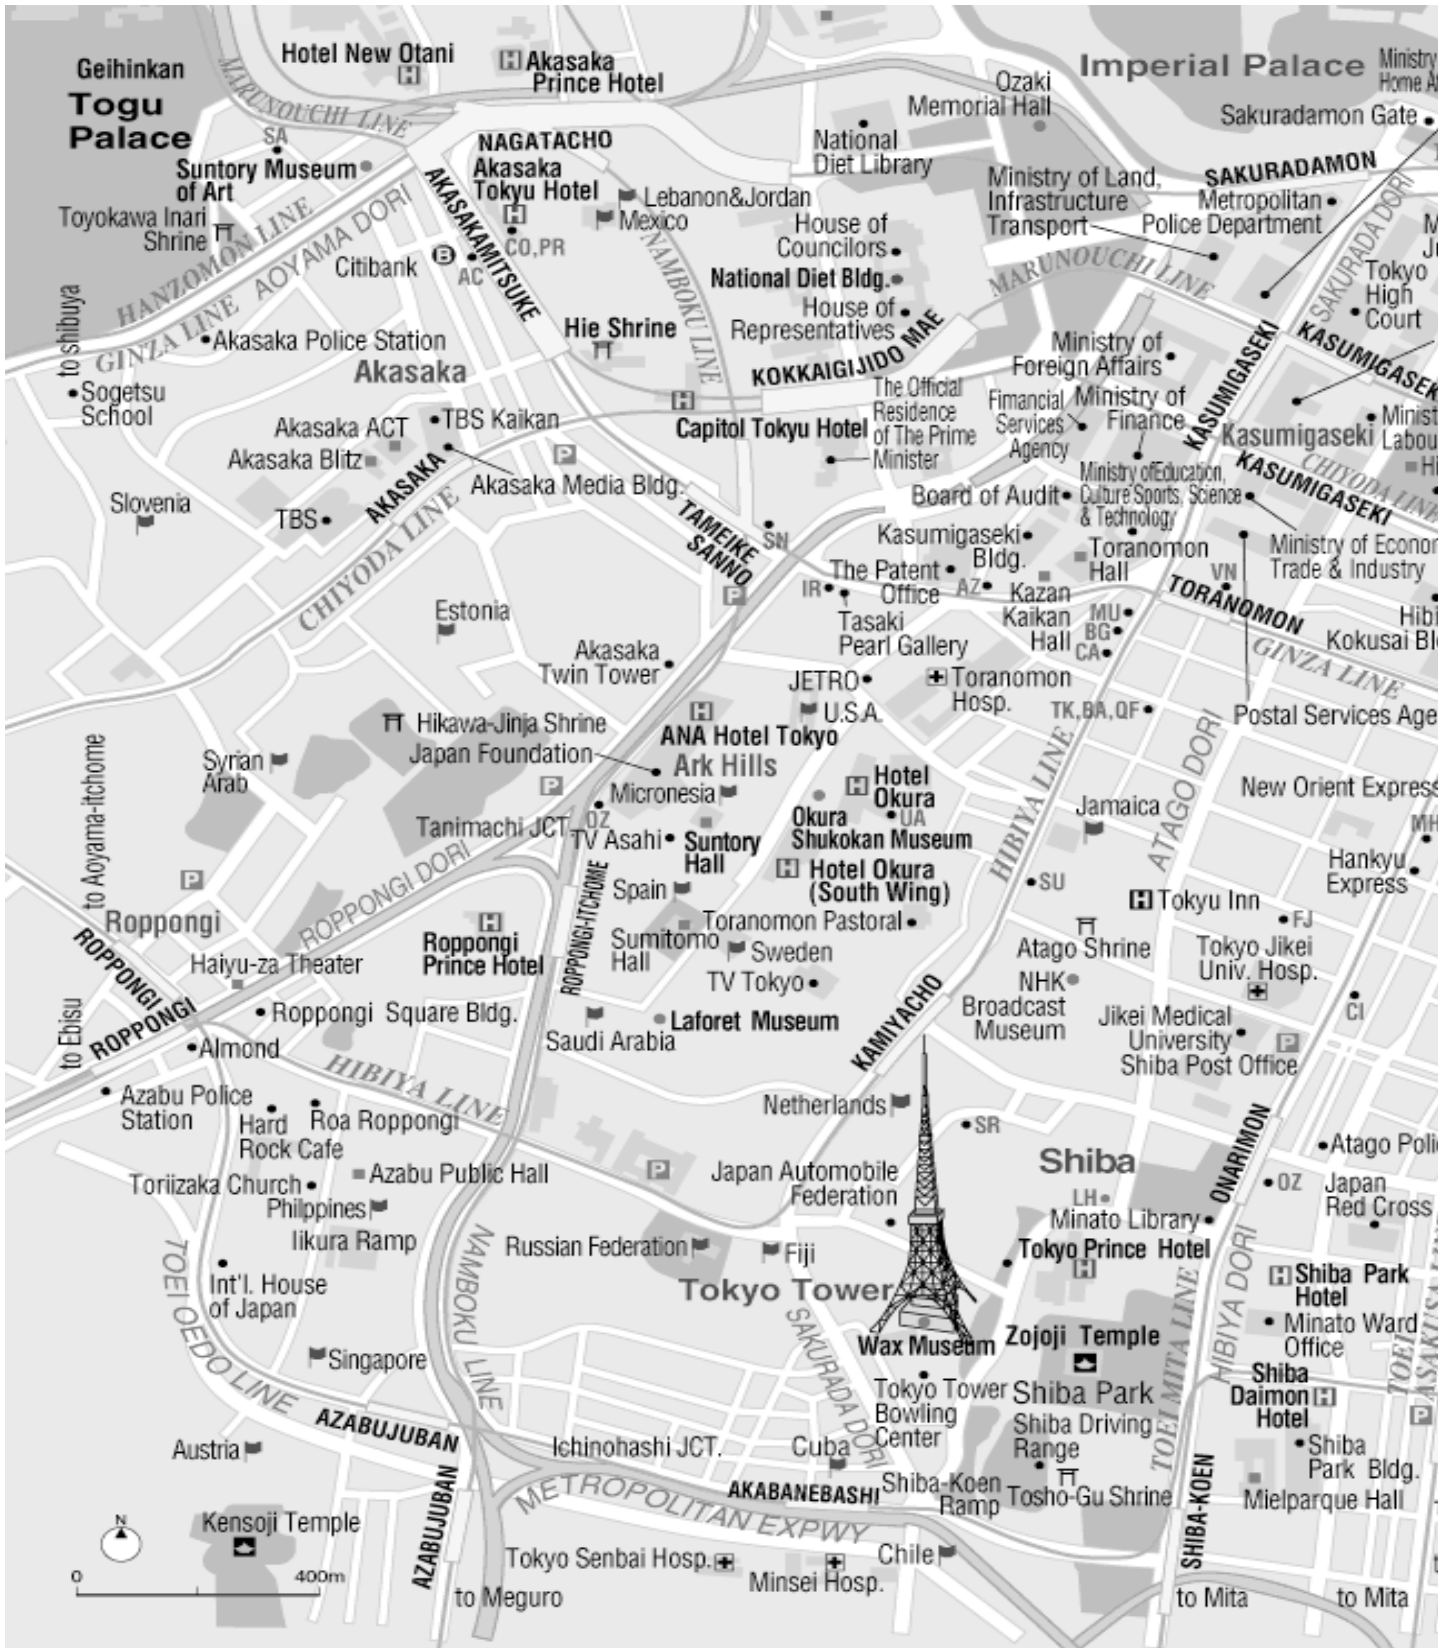 Hotel New Otani
Akasaka
Prince Hotel
Geihinkan
Togu
Palace
MARUNOUCHI LINE
Imperial Palace
Ministry
Home Af
Ozaki
Memorial Hall
Sakuradamon Gate
National
Diet Library
SA
Suntory Museum
of Art
NAGATACHO
Akasaka
Tokyu Hotel
Lebanon&Jordan
Mexico
CO,PR
Ministry of Land,
Infrastructure
Transport
SAKURADAMON
Metropolitan
Police Department
SAKURADA DORI
Toyokawa Inari
Shrine
HANZOMON LINE
AOYAMA DORI
GINZA LINE
AKASAKAMITSUKE
Citibank
B
AC
NAMBOKU LINE
House of
Councilors
National Diet Bldg.
House of
Representatives
MARUNOUCHI LINE
Tokyo
High
Court
to shibuya
Akasaka Police Station
Akasaka
Hie Shrine
KOKKAIGIJIDO MAE
Ministry of
Foreign Affairs
KASUMIGASEKI
KASUMIGASEKI
Sogetsu
School
Akasaka ACT
TBS Kaikan
Akasaka Blitz
Capitol Tokyu Hotel
The Official
Residence
of The Prime
Minister
Fimancial
Services
Agency
Ministry of
Finance
Kasumigaseki
Minist
Labou
CHIYODA LINE
KASUMIGASEKI
Slovenia
TBS
AKASAKA
Akasaka Media Bldg.
P
CHIYODA LINE
TAMEIKE
SANNO
SN
Board of Audit
Ministry ofEducation,
Culture Sports, Science
& Technology
Kasumigaseki
Bldg.
Toranomon
Hall
Ministry of Econor
Trade & Industry
The Patent
Office
IR
AZ
Kazan
Kaikan
Hall
MU
BG
CA
VN
TORANOMON
Hibi
Kokusai Bl
GINZA LINE
Tasaki
Pearl Gallery
Estonia
P
Akasaka
Twin Tower
JETRO
U.S.A.
Toranomon
Hosp.
TK,BA,QF
Postal Services Age
Hikawa-Jinja Shrine
Japan Foundation
ANA Hotel Tokyo
Ark Hills
Syrian
Arab
to Aoyama-itchome
P
Micronesia
OZ
Hotel
Okura
UA
Okura
Shukokan Museum
HIBIYA LINE
ATAGO DORI
Jamaica
New Orient Express
MH
Hankyu
Express
Tanimachi JCT.
TV Asahi
Suntory
Hall
Hotel Okura
(South Wing)
SU
Tokyu Inn
P
ROPPONGI DORI
ROPPONGI-ITCHOME
Spain
Toranomon Pastoral
Roppongi
Roppongi
Prince Hotel
Sumitomo
Hall
Sweden
TV Tokyo
Atago Shrine
FJ
Tokyo Jikei
Univ. Hosp.
Haiyu-za Theater
NHK
Broadcast
Museum
ROPPONGI
ROPPONGI
to Ebisu
Roppongi Square Bldg.
Saudi Arabia
Laforet Museum
KAMIYACHO
Jikei Medical
University
P
Shiba Post Office
CI
Almond
HIBIYA LINE
Azabu Police
Station
Hard
Rock Cafe
Roa Roppongi
Netherlands
SR
Shiba
ONARIMON
Atago Poli
Toriizaka Church
Azabu Public Hall
P
Japan Automobile
Federation
LH
Minato Library
OZ
Japan
Red Cross
Philppines
Iikura Ramp
Russian Federation
Fiji
Tokyo Prince Hotel
Shiba Park
Hotel
TOEI OEDO LINE
Int'l. House
of Japan
NAMBOKU LINE
Tokyo Tower
SAKURADA DORI
Wax Museum
Zojoji Temple
TOEI MITA LINE
HIBIYA DORI
Minato Ward
Office
TOEI
ASAKUSA LINE
Singapore
Tokyo Tower
Bowling
Center
Shiba Park
Shiba Driving
Range
Shiba
Daimon
Hotel
P
Austria
AZABUJUBAN
AZABUJUBAN
Ichinohashi JCT.
Cuba
Shiba
Park Bldg.
METROPOLITAN EXPWY
AKABANEBASHI
Shiba-Koen
Ramp
Tosho-Gu Shrine
SHIBA-KOEN
Mielparque Hall
N
Kensoji Temple
0
400m
Tokyo Senbai Hosp.
Minsei Hosp.
Chile
to Meguro
to Mita
to Mita